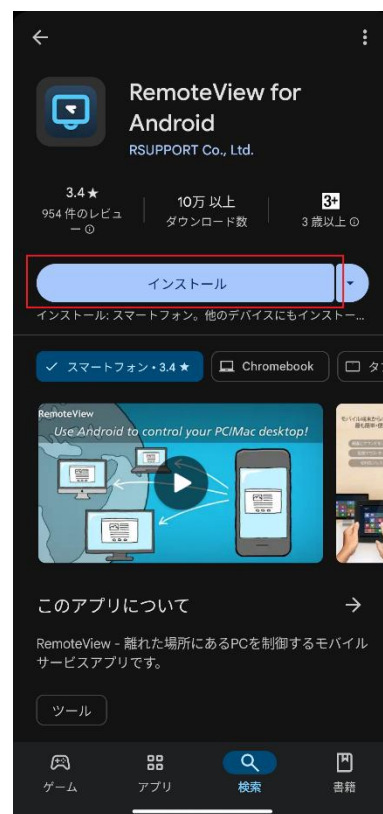 RemoteView for
Android
RSUPPORT Co., Ltd.
3.4★
954 件のレビュ
ー
10万 以上
ダウンロード数
3+
3 歳以上
インストール
インストール: スマートフォン。他のデバイスにもインストー...
スマートフォン • 3.4 ★
Chromebook
RemoteView
Use Android to control your PC/Mac desktop!
このアプリについて
RemoteView - 離れた場所にあるPCを制御するモバイル
サービスアプリです。
ツール
ゲーム
アプリ
検索
書籍